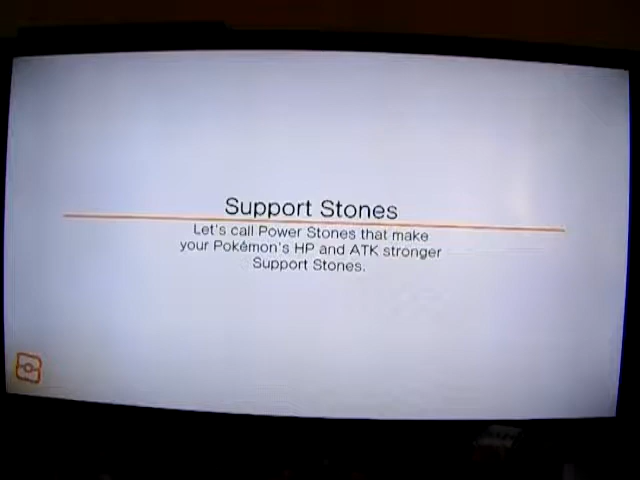 Support Stones
Let's call Power Stones that make
your Pokémon's HP and ATK stronger
Support Stones.